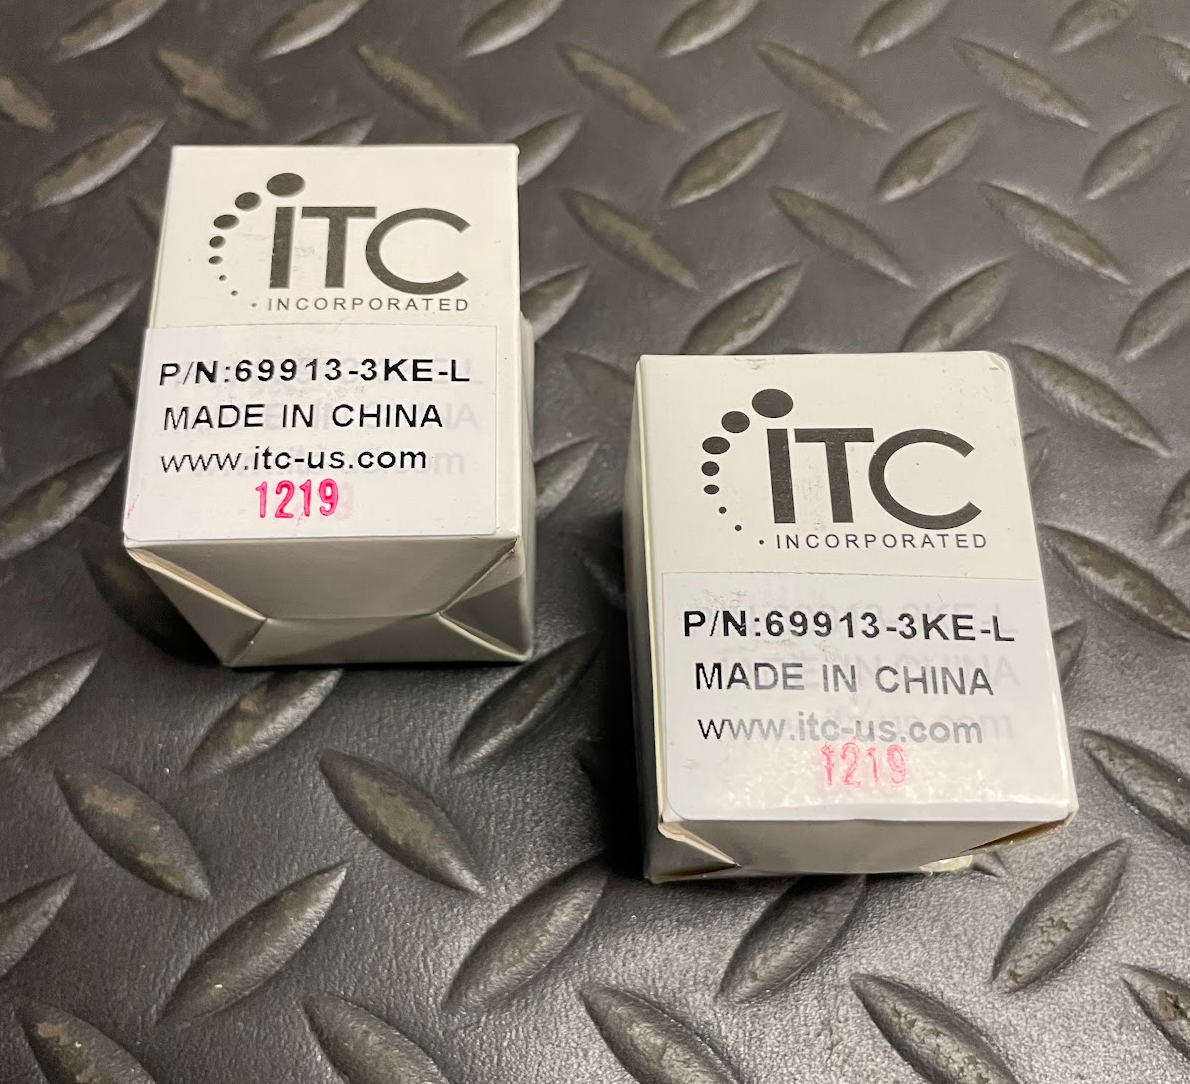 iTC
• INCORPORATED
P/N:69913-3KE-L
MADE IN CHINA
www.itc-us.com
1219
iTC
• INCORPORATED
P/N:69913-3KE-L
MADE IN CHINA
www.itc-us.com
1219